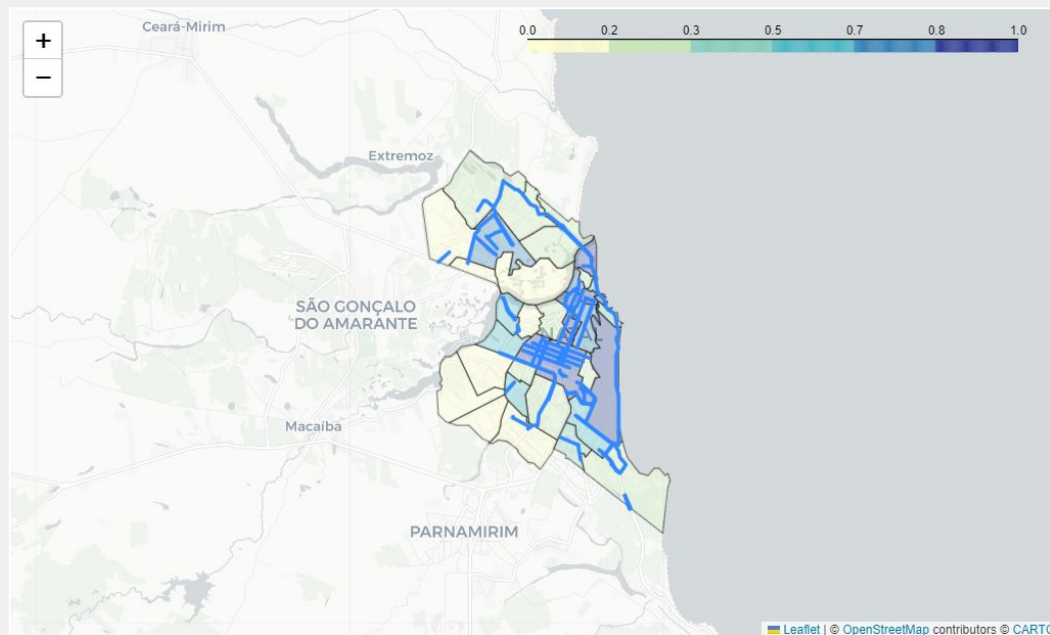 Ceará-Mirim
0.0 0.2 0.3 0.5 0.7 0.8 1.0
+
−
Extremoz
SÃO GONÇALO
DO AMARANTE
Macaíba
PARNAMIRIM
Leaflet | © OpenStreetMap contributors © CARTO